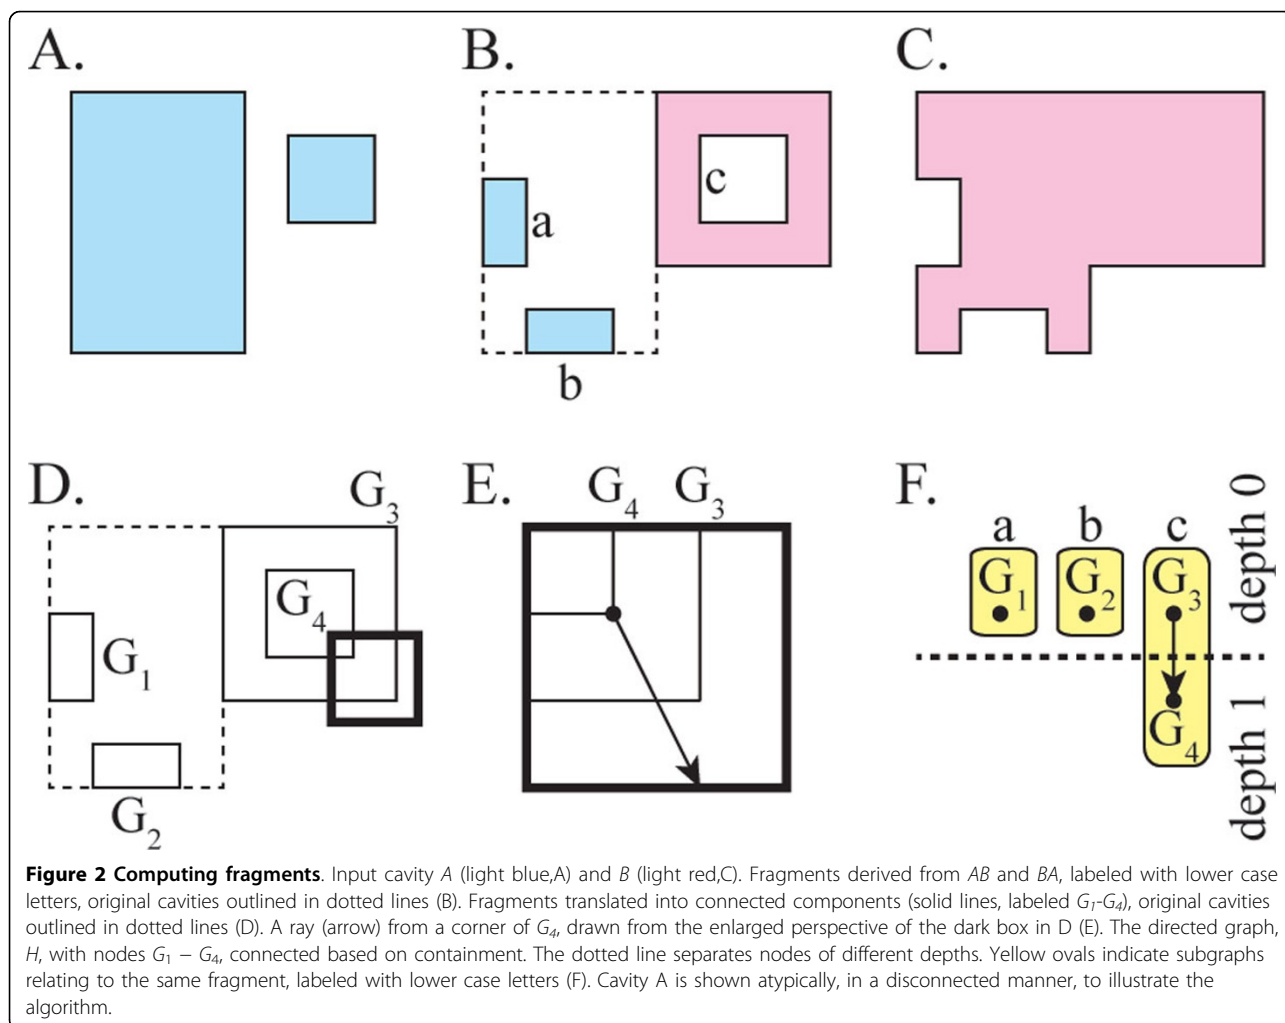 A.
B.
C.
a
c
b
D.
G3
E.
G4 G3
F.
a b c
G1 G2 G3
depth 0
G4
G1
G4
depth 1
G2
Figure 2 Computing fragments. Input cavity A (light blue,A) and B (light red,C). Fragments derived from AB and BA, labeled with lower case
letters, original cavities outlined in dotted lines (B). Fragments translated into connected components (solid lines, labeled G1-G4), original cavities
outlined in dotted lines (D). A ray (arrow) from a corner of G4, drawn from the enlarged perspective of the dark box in D (E). The directed graph,
H, with nodes G1 – G4, connected based on containment. The dotted line separates nodes of different depths. Yellow ovals indicate subgraphs
relating to the same fragment, labeled with lower case letters (F). Cavity A is shown atypically, in a disconnected manner, to illustrate the
algorithm.